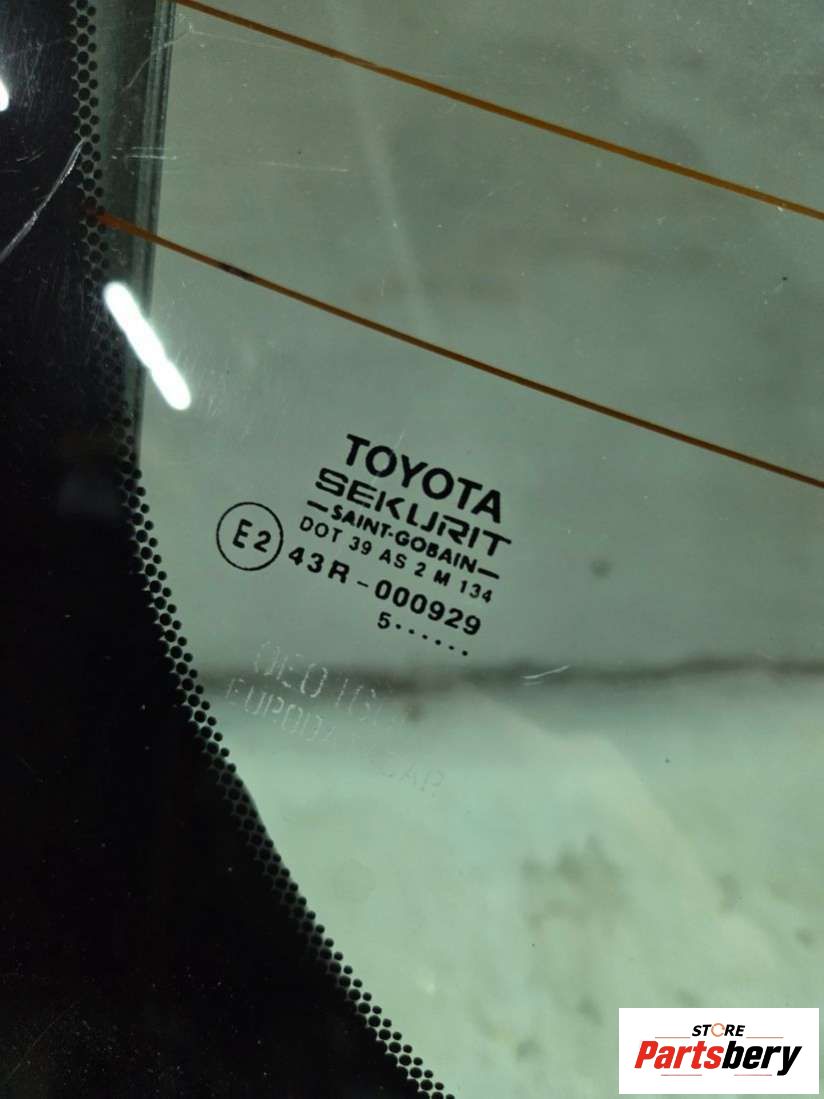 TOYOTA
SEKURIT
SAINT-GOBAIN
DOT 39 AS 2 M 134
E2 43R-000929
5......
STORE
Partsbery